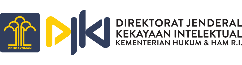 DIREKTORAT JENDERAL
KEKAYAAN INTELEKTUAL
KEMENTERIAN HUKUM & HAM R.I.